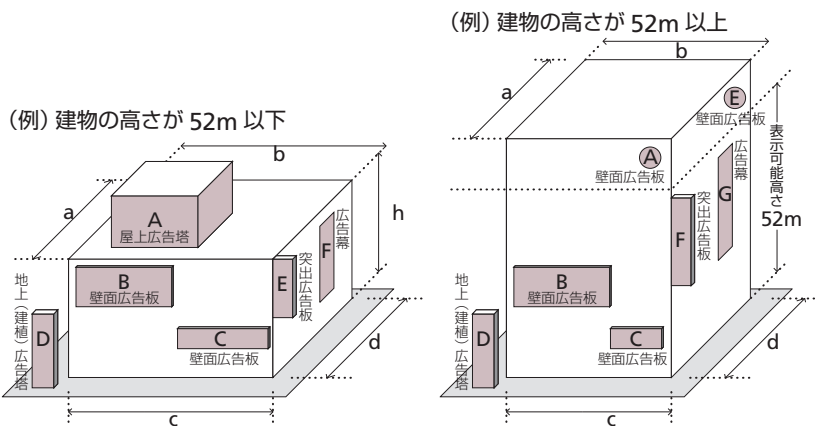 （例）建物の高さが 52m 以下
b
a
h
A
屋上広告塔
B
壁面広告板
C
壁面広告板
D
地上（建植）広告塔
E
突出広告板
F
広告幕
d
c
（例）建物の高さが 52m 以上
b
a
E
壁面広告板
A
壁面広告板
表示可能高さ
52m
広告幕
G
突出広告板
F
B
壁面広告板
C
壁面広告板
D
地上（建植）広告塔
d
c